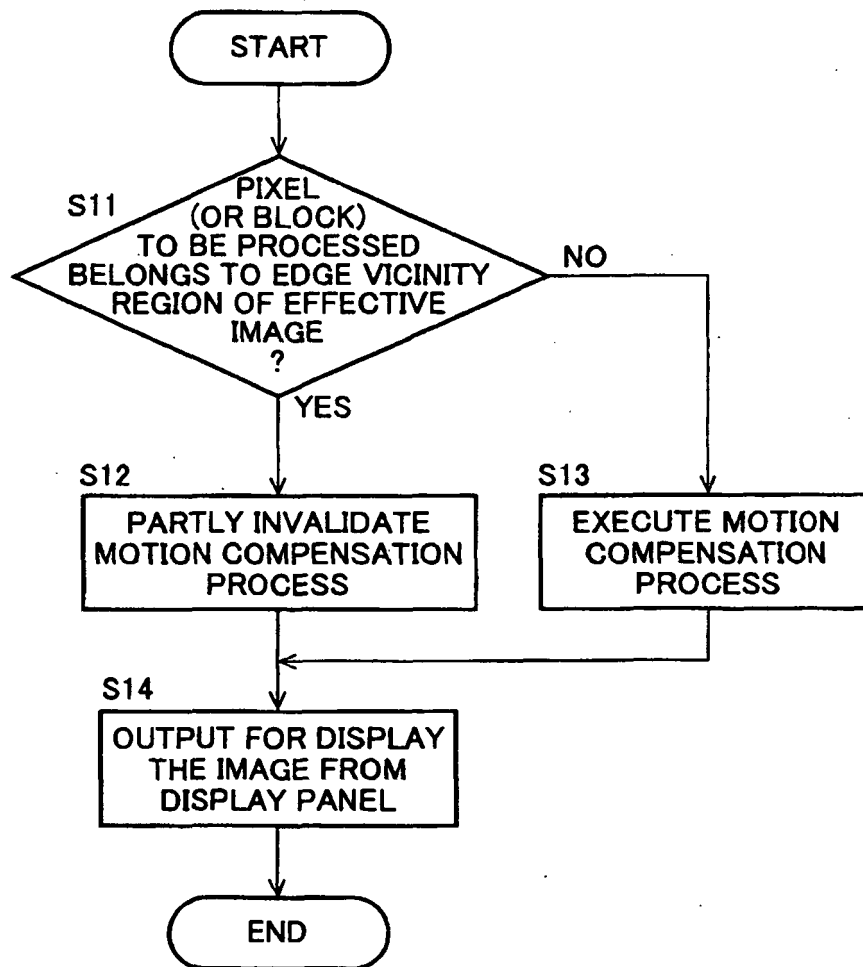 START
S11
PIXEL
(OR BLOCK)
TO BE PROCESSED
BELONGS TO EDGE VICINITY
REGION OF EFFECTIVE
IMAGE
?
NO
YES
S12
PARTLY INVALIDATE
MOTION COMPENSATION
PROCESS
S13
EXECUTE MOTION
COMPENSATION
PROCESS
S14
OUTPUT FOR DISPLAY
THE IMAGE FROM
DISPLAY PANEL
END